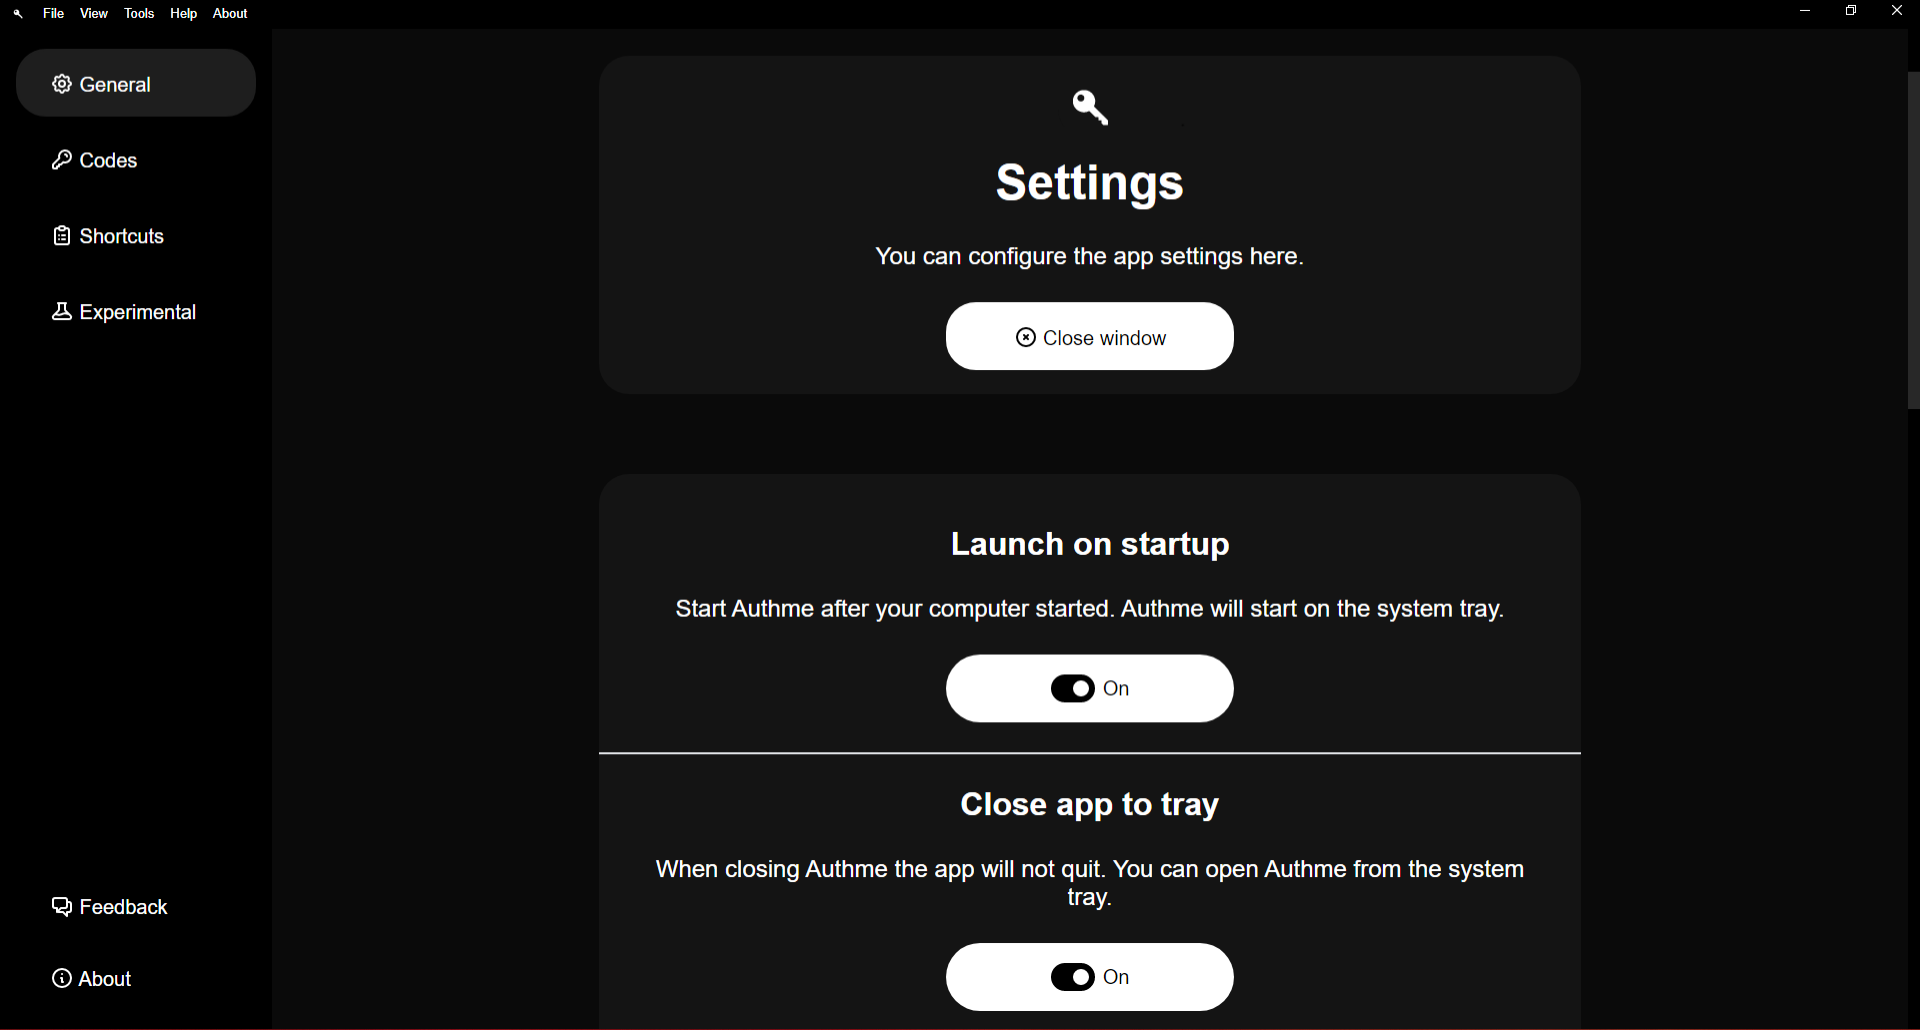 File View Tools Help About
General
Codes
Shortcuts
Experimental
Feedback
About
Settings
You can configure the app settings here.
Close window
Launch on startup
Start Authme after your computer started. Authme will start on the system tray.
On
Close app to tray
When closing Authme the app will not quit. You can open Authme from the system
tray.
On